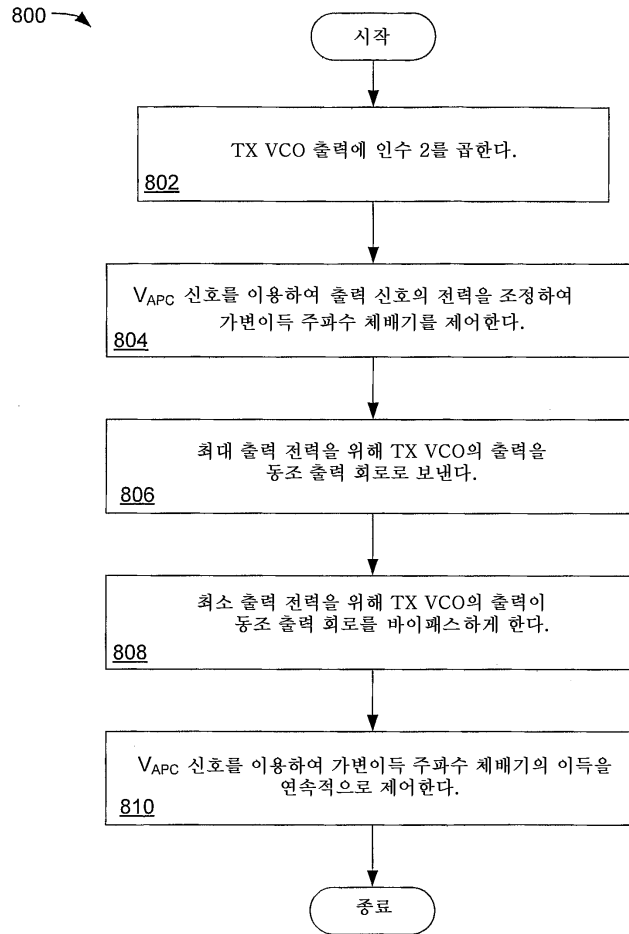 800
시작
TX VCO 출력에 인수 2를 곱한다.
802
VAPC 신호를 이용하여 출력 신호의 전력을 조정하여
가변이득 주파수 체배기를 제어한다.
804
최대 출력 전력을 위해 TX VCO의 출력을
동조 출력 회로로 보낸다.
806
최소 출력 전력을 위해 TX VCO의 출력이
동조 출력 회로를 바이패스하게 한다.
808
VAPC 신호를 이용하여 가변이득 주파수 체배기의 이득을
연속적으로 제어한다.
810
종료